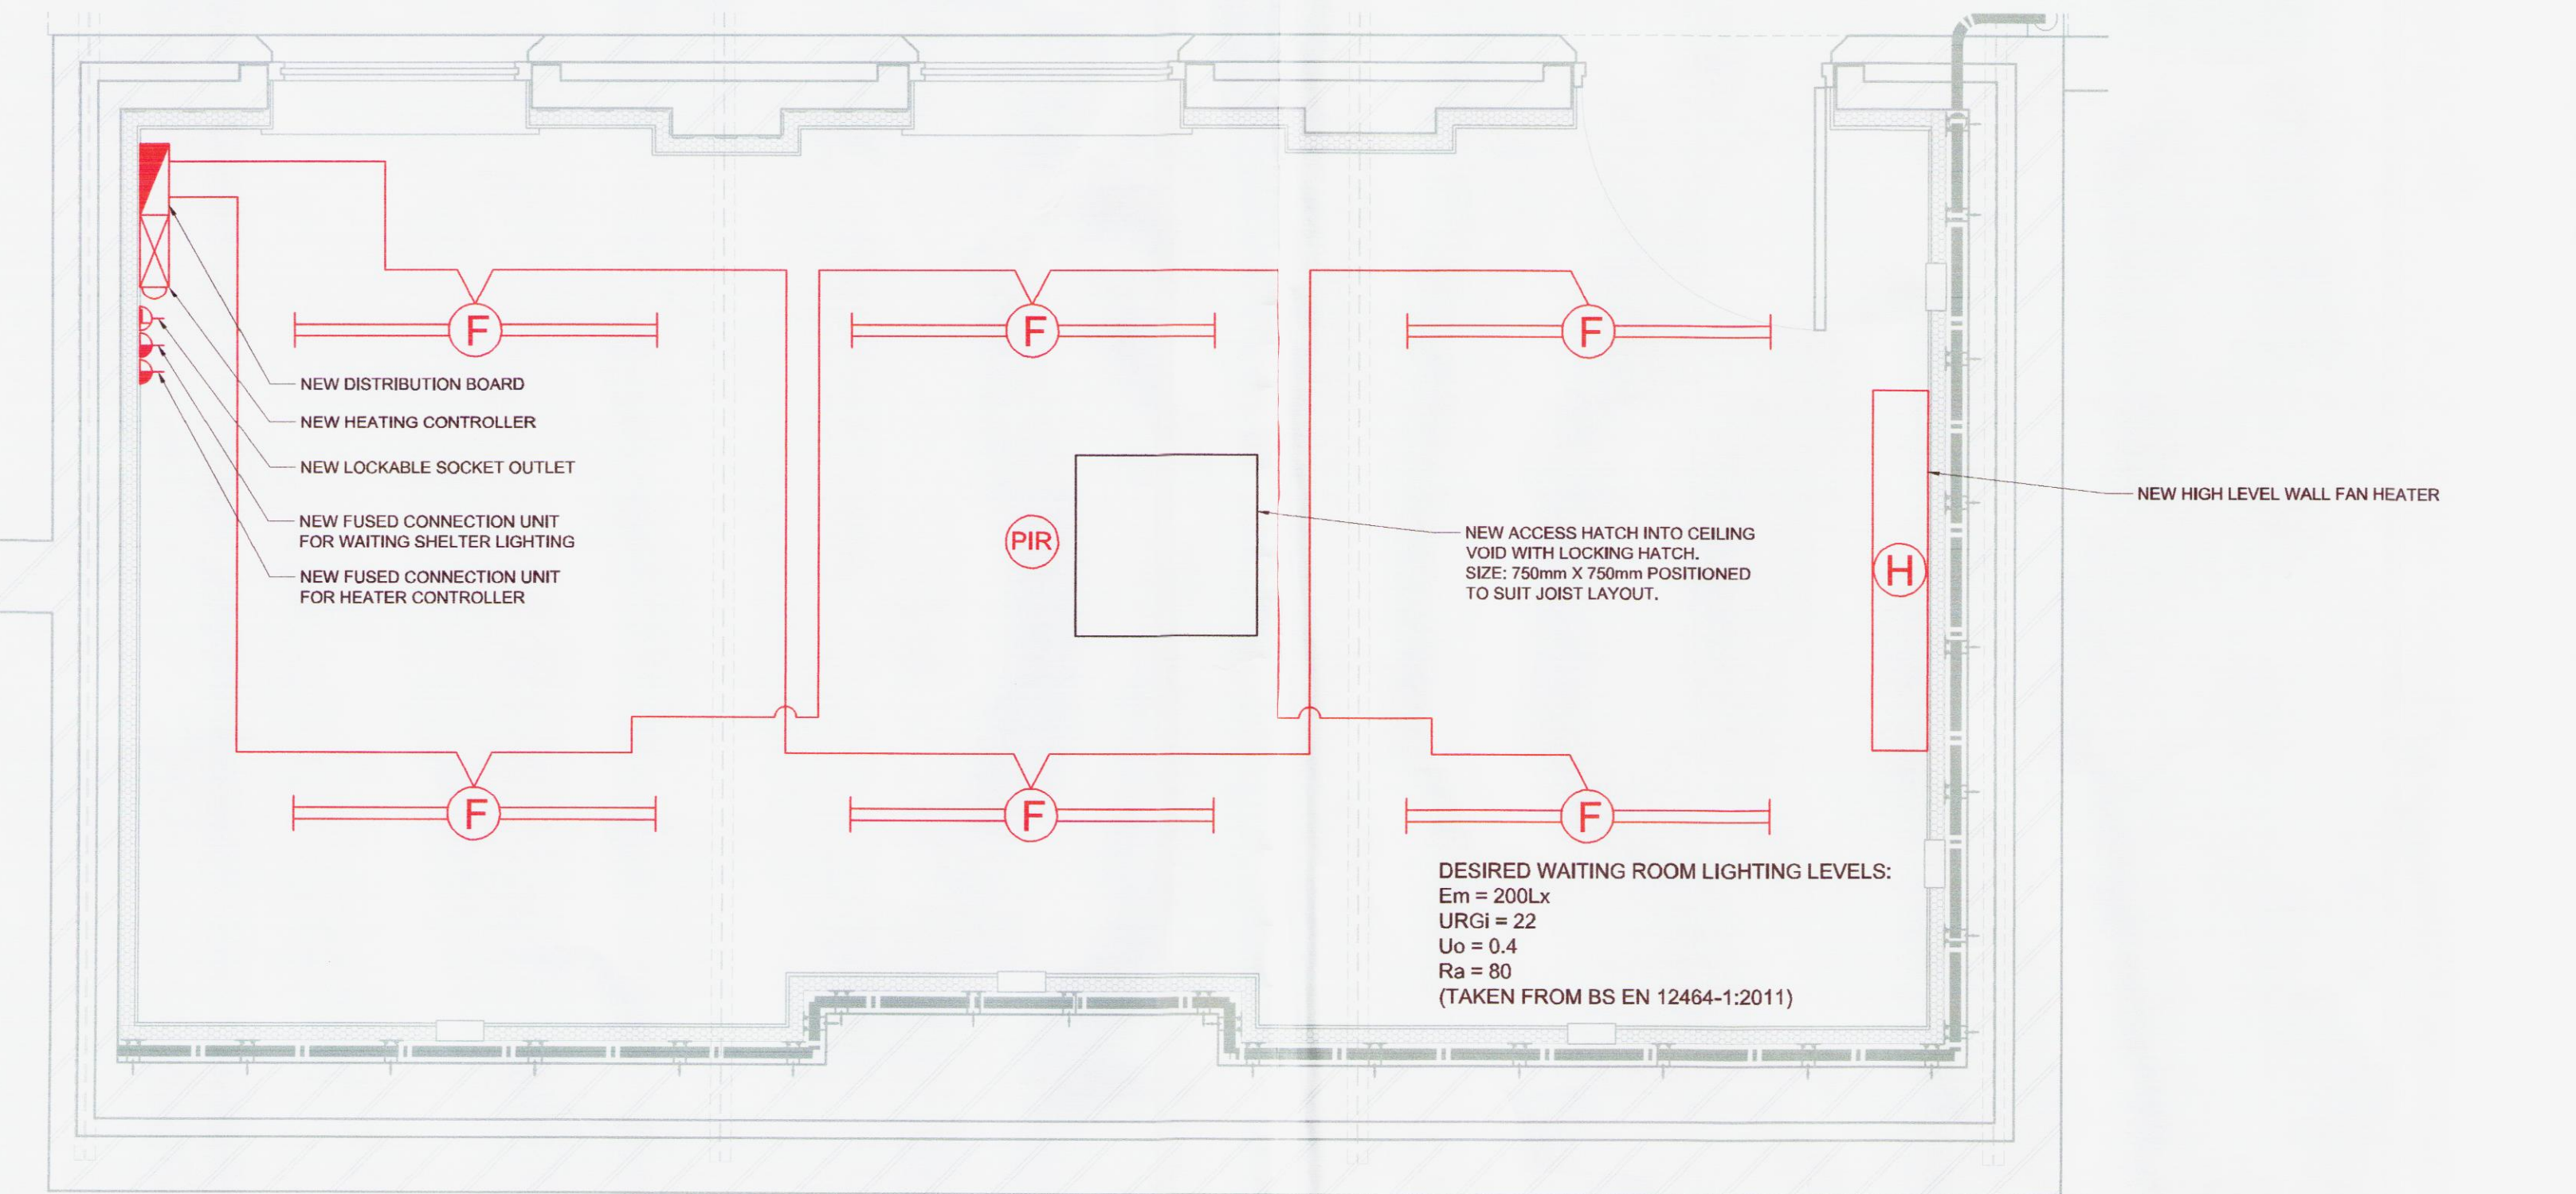 F
F
F
NEW DISTRIBUTION BOARD
NEW HEATING CONTROLLER
NEW LOCKABLE SOCKET OUTLET
NEW FUSED CONNECTION UNIT
FOR WAITING SHELTER LIGHTING
NEW FUSED CONNECTION UNIT
FOR HEATER CONTROLLER
PIR
NEW ACCESS HATCH INTO CEILING
VOID WITH LOCKING HATCH.
SIZE: 750mm X 750mm POSITIONED
TO SUIT JOIST LAYOUT.
H
NEW HIGH LEVEL WALL FAN HEATER
F
F
F
DESIRED WAITING ROOM LIGHTING LEVELS:
Em = 200Lx
URGi = 22
Uo = 0.4
Ra = 80
(TAKEN FROM BS EN 12464-1:2011)